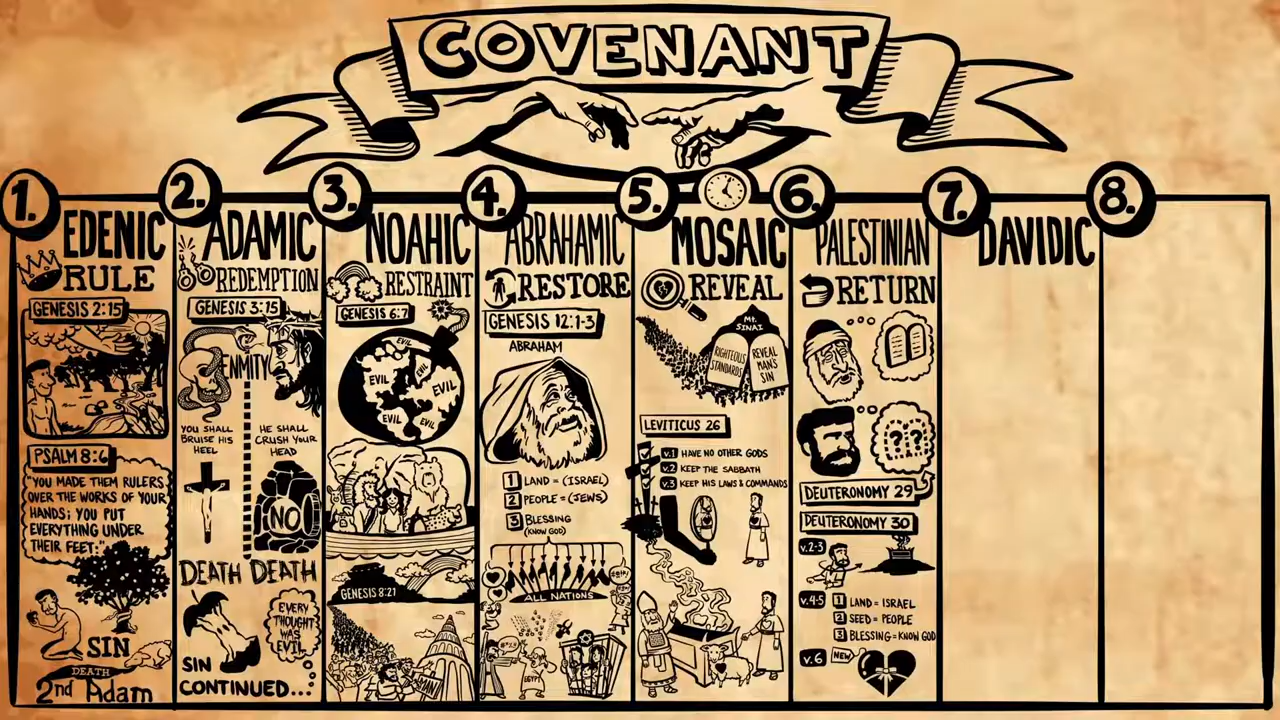 COVENANT
1.
EDENIC
RULE
GENESIS 2:15
PSALM 8:6
"YOU MADE THEM RULERS
OVER THE WORKS OF YOUR
HANDS; YOU PUT
EVERYTHING UNDER
THEIR FEET:"
SIN
DEATH
2nd Adam
2.
ADAMIC
REDEMPTION
GENESIS 3:15
ENMITY
YOU SHALL
BRUISE HIS
HEEL
HE SHALL
CRUSH YOUR
HEAD
NO
DEATH DEATH
EVERY
THOUGHT
WAS
EVIL
SIN
CONTINUED...
3.
NOAHIC
RESTRAINT
GENESIS 6:7
EVIL
EVIL
EVIL
EVIL
EVIL
EVIL
GENESIS 8:21
MAN
4.
ABRAHAMIC
RESTORE
GENESIS 12:1-3
ABRAHAM
1 LAND = (ISRAEL)
2 PEOPLE = (JEWS)
3 BLESSING
(KNOW GOD)
ALL NATIONS
EGYPT
5.
MOSAIC
REVEAL
Mt.
SINAI
RIGHTEOUS
STANDARDS
REVEAL
MAN'S
SIN
LEVITICUS 26
V.1 HAVE NO OTHER GODS
V.2 KEEP THE SABBATH
V.3 KEEP HIS LAWS & COMMANDS
6.
PALESTINIAN
RETURN
? ?
DEUTERONOMY 29
DEUTERONOMY 30
V.2-3
V.4-5
1 LAND = ISRAEL
2 SEED = PEOPLE
3 BLESSING = KNOW GOD
V.6
NEW
7.
DAVIDIC
8.